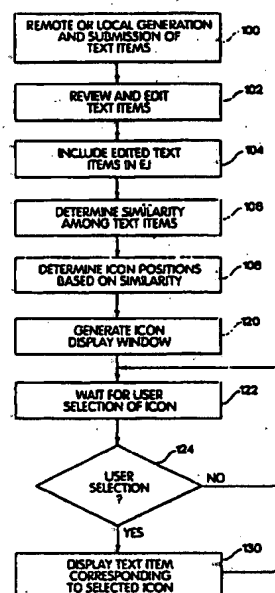 REMOTE OR LOCAL GENERATION
AND SUBMISSION OF
TEXT ITEMS
100
REVIEW AND EDIT
TEXT ITEMS
102
INCLUDE EDITED TEXT
ITEMS IN EJ
104
DETERMINE SIMILARITY
AMONG TEXT ITEMS
106
DETERMINE ICON POSITIONS
BASED ON SIMILARITY
108
GENERATE ICON
DISPLAY WINDOW
120
WAIT FOR USER
SELECTION OF ICON
122
124
USER
SELECTION
?
NO
YES
DISPLAY TEXT ITEM
CORRESPONDING
TO SELECTED ICON
130